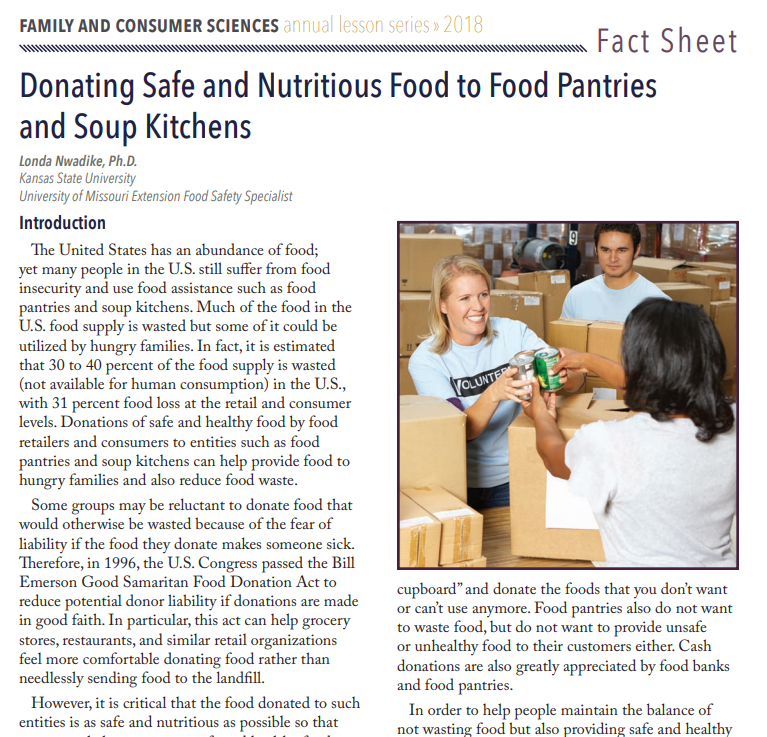 FAMILY AND CONSUMER SCIENCES annual lesson series » 2018
Fact Sheet
Donating Safe and Nutritious Food to Food Pantries
and Soup Kitchens
Londa Nwadike, Ph.D.
Kansas State University
University of Missouri Extension Food Safety Specialist
Introduction
The United States has an abundance of food;
yet many people in the U.S. still suffer from food
insecurity and use food assistance such as food
pantries and soup kitchens. Much of the food in the
U.S. food supply is wasted but some of it could be
utilized by hungry families. In fact, it is estimated
that 30 to 40 percent of the food supply is wasted
(not available for human consumption) in the U.S.,
with 31 percent food loss at the retail and consumer
levels. Donations of safe and healthy food by food
retailers and consumers to entities such as food
pantries and soup kitchens can help provide food to
hungry families and also reduce food waste.
Some groups may be reluctant to donate food that
would otherwise be wasted because of the fear of
liability if the food they donate makes someone sick.
Therefore, in 1996, the U.S. Congress passed the Bill
Emerson Good Samaritan Food Donation Act to
reduce potential donor liability if donations are made
in good faith. In particular, this act can help grocery
stores, restaurants, and similar retail organizations
feel more comfortable donating food rather than
needlessly sending food to the landfill.
However, it is critical that the food donated to such
entities is as safe and nutritious as possible so that
9
VOLUNTEE
cupboard” and donate the foods that you don’t want
or can’t use anymore. Food pantries also do not want
to waste food, but do not want to provide unsafe
or unhealthy food to their customers either. Cash
donations are also greatly appreciated by food banks
and food pantries.
In order to help people maintain the balance of
not wasting food but also providing safe and healthy